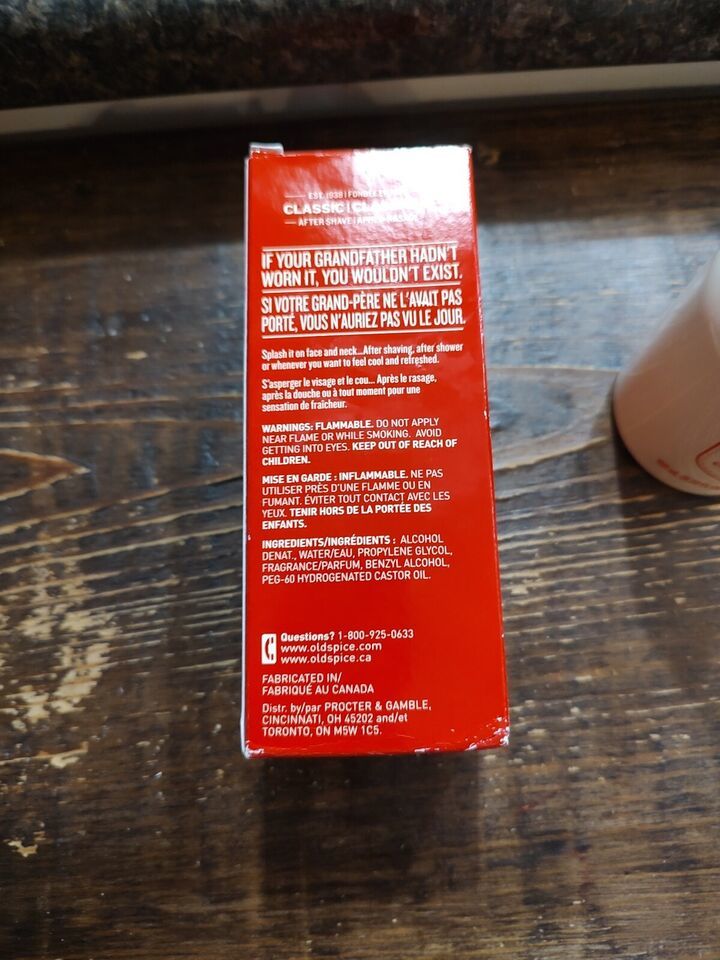 EST. 1938 | FONDÉE E
CLASSIC |
AFTER SHAVE | APRÈS-RASAGE
IF YOUR GRANDFATHER HADN'T
WORN IT, YOU WOULDN'T EXIST.
SI VOTRE GRAND-PÈRE NE L'AVAIT PAS
PORTÉ, VOUS N'AURIEZ PAS VU LE JOUR.
Splash it on face and neck...After shaving, after shower
or whenever you want to feel cool and refreshed.
S'asperger le visage et le cou... Après le rasage,
après la douche ou à tout moment pour une
sensation de fraîcheur.
WARNINGS: FLAMMABLE. DO NOT APPLY
NEAR FLAME OR WHILE SMOKING. AVOID
GETTING INTO EYES. KEEP OUT OF REACH OF
CHILDREN.
MISE EN GARDE : INFLAMMABLE. NE PAS
UTILISER PRÈS D'UNE FLAMME OU EN
FUMANT. ÉVITER TOUT CONTACT AVEC LES
YEUX. TENIR HORS DE LA PORTÉE DES
ENFANTS.
INGREDIENTS/INGRÉDIENTS : ALCOHOL
DENAT., WATER/EAU, PROPYLENE GLYCOL,
FRAGRANCE/PARFUM, BENZYL ALCOHOL,
PEG-60 HYDROGENATED CASTOR OIL.
Questions? 1-800-925-0633
www.oldspice.com
www.oldspice.ca
FABRICATED IN/
FABRIQUÉ AU CANADA
Distr. by/par PROCTER & GAMBLE,
CINCINNATI, OH 45202 and/et
TORONTO, ON M5W 1C5.